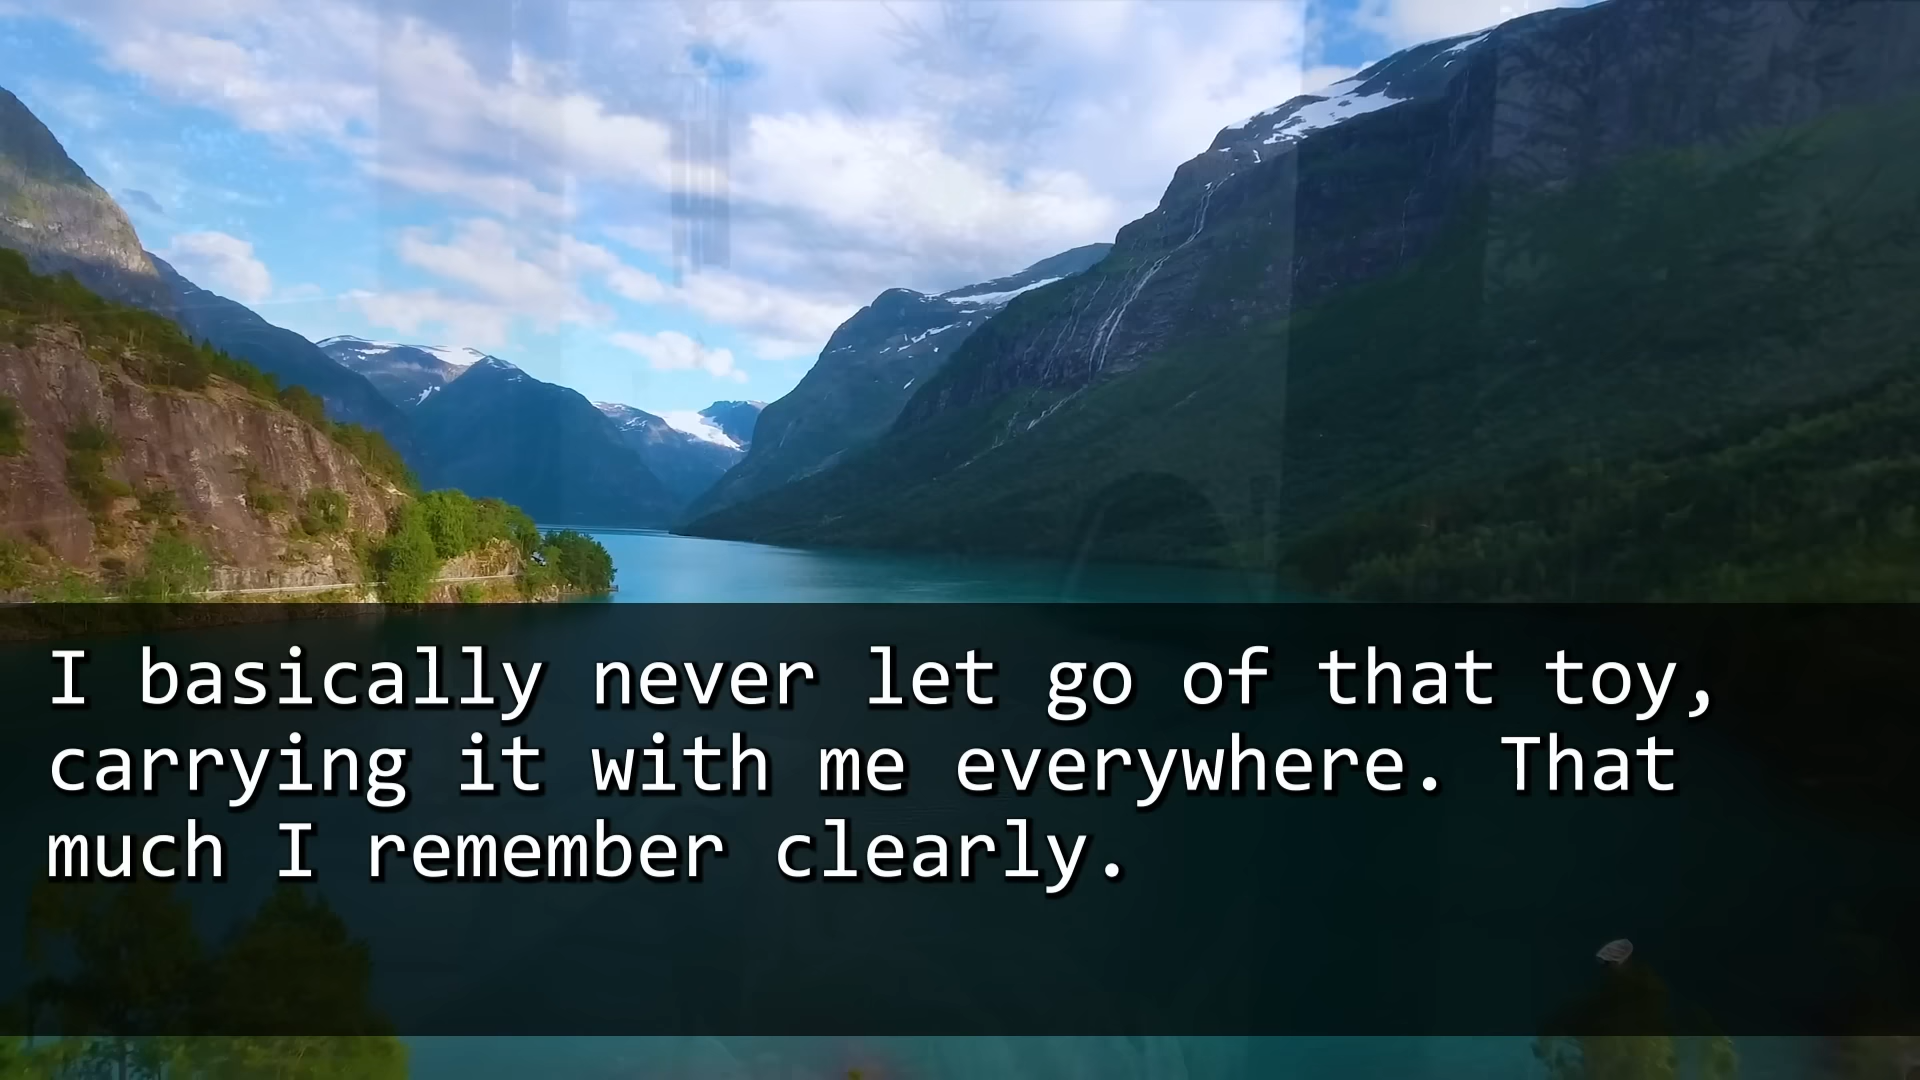 I basically never let go of that toy,
carrying it with me everywhere. That
much I remember clearly.